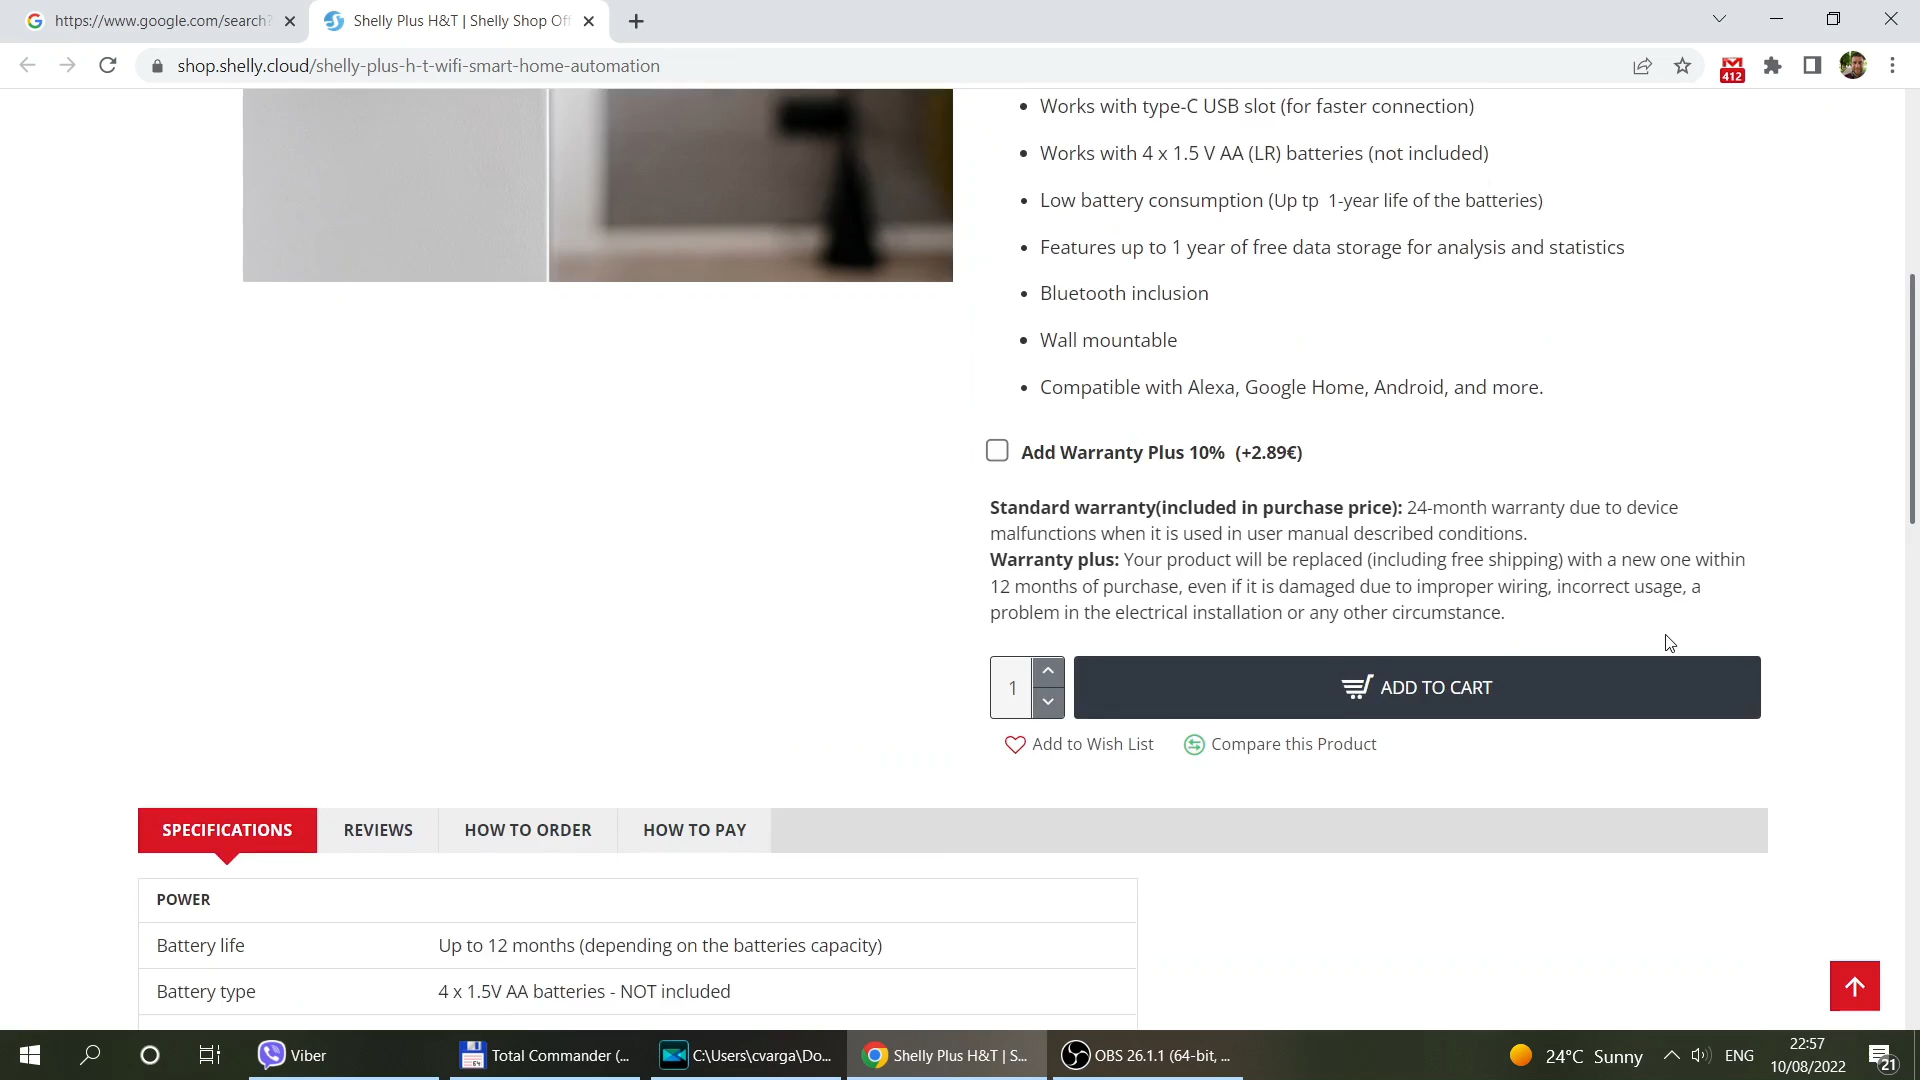 https://www.google.com/search?
Shelly Plus H&T | Shelly Shop Off
shop.shelly.cloud/shelly-plus-h-t-wifi-smart-home-automation
412
Works with type-C USB slot (for faster connection)
Works with 4 x 1.5 V AA (LR) batteries (not included)
Low battery consumption (Up tp  1-year life of the batteries)
Features up to 1 year of free data storage for analysis and statistics
Bluetooth inclusion
Wall mountable
Compatible with Alexa, Google Home, Android, and more.
Add Warranty Plus 10% (+2.89€)
Standard warranty(included in purchase price): 24-month warranty due to device
malfunctions when it is used in user manual described conditions.
Warranty plus: Your product will be replaced (including free shipping) with a new one within
12 months of purchase, even if it is damaged due to improper wiring, incorrect usage, a
problem in the electrical installation or any other circumstance.
1
ADD TO CART
Add to Wish List
Compare this Product
SPECIFICATIONS
REVIEWS
HOW TO ORDER
HOW TO PAY
POWER
Battery life
Up to 12 months (depending on the batteries capacity)
Battery type
4 x 1.5V AA batteries - NOT included
Viber
Total Commander (...
C:\Users\cvarga\Do...
Shelly Plus H&T | S...
OBS 26.1.1 (64-bit, ...
24°C Sunny
ENG
22:57
10/08/2022
21